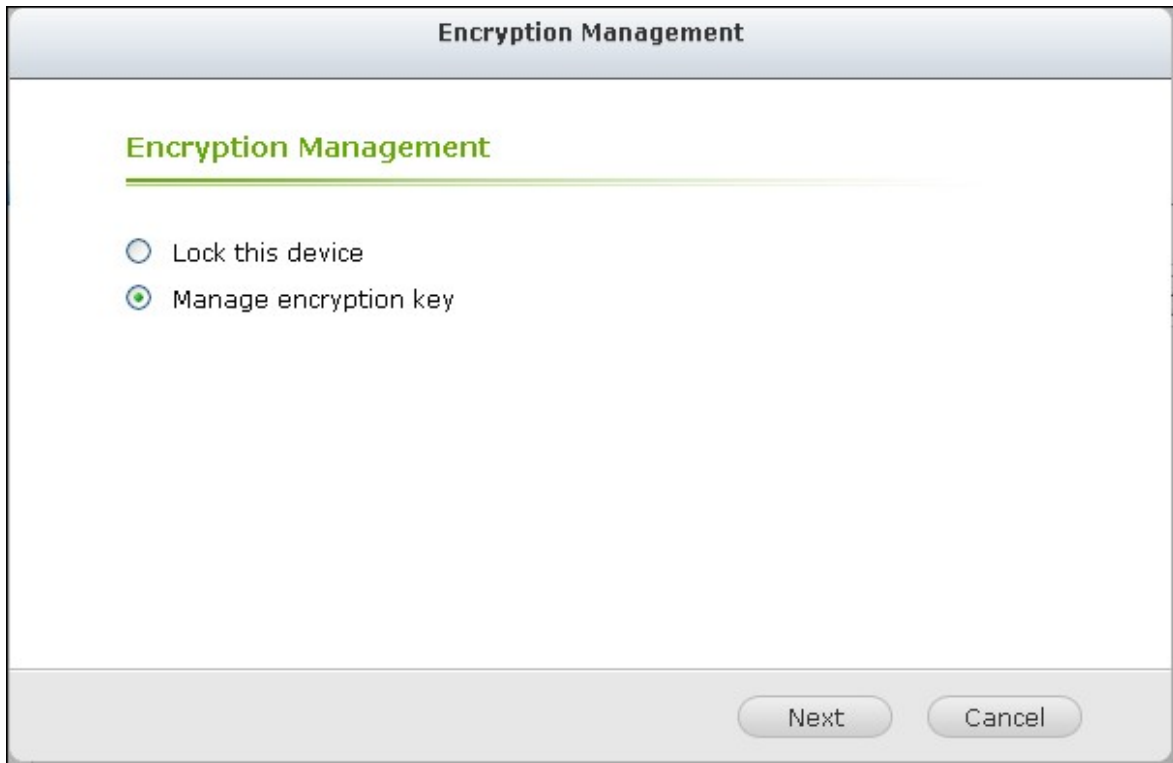 Encryption Management
Encryption Management
Lock this device
Manage encryption key
Next Cancel